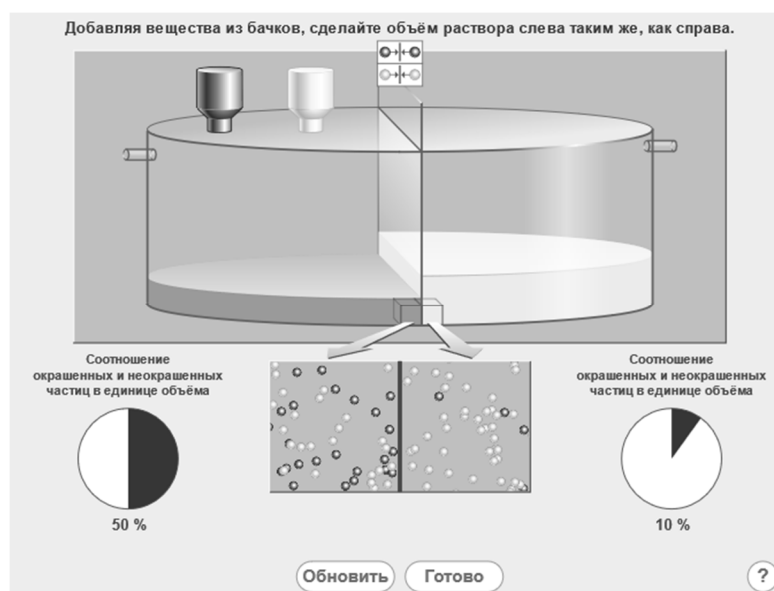 Добавляя вещества из бачков, сделайте объём раствора слева таким же, как справа.
Соотношение
окрашенных и неокрашенных
частиц в единице объёма
50 %
Соотношение
окрашенных и неокрашенных
частиц в единице объёма
10 %
Обновить
Готово
?